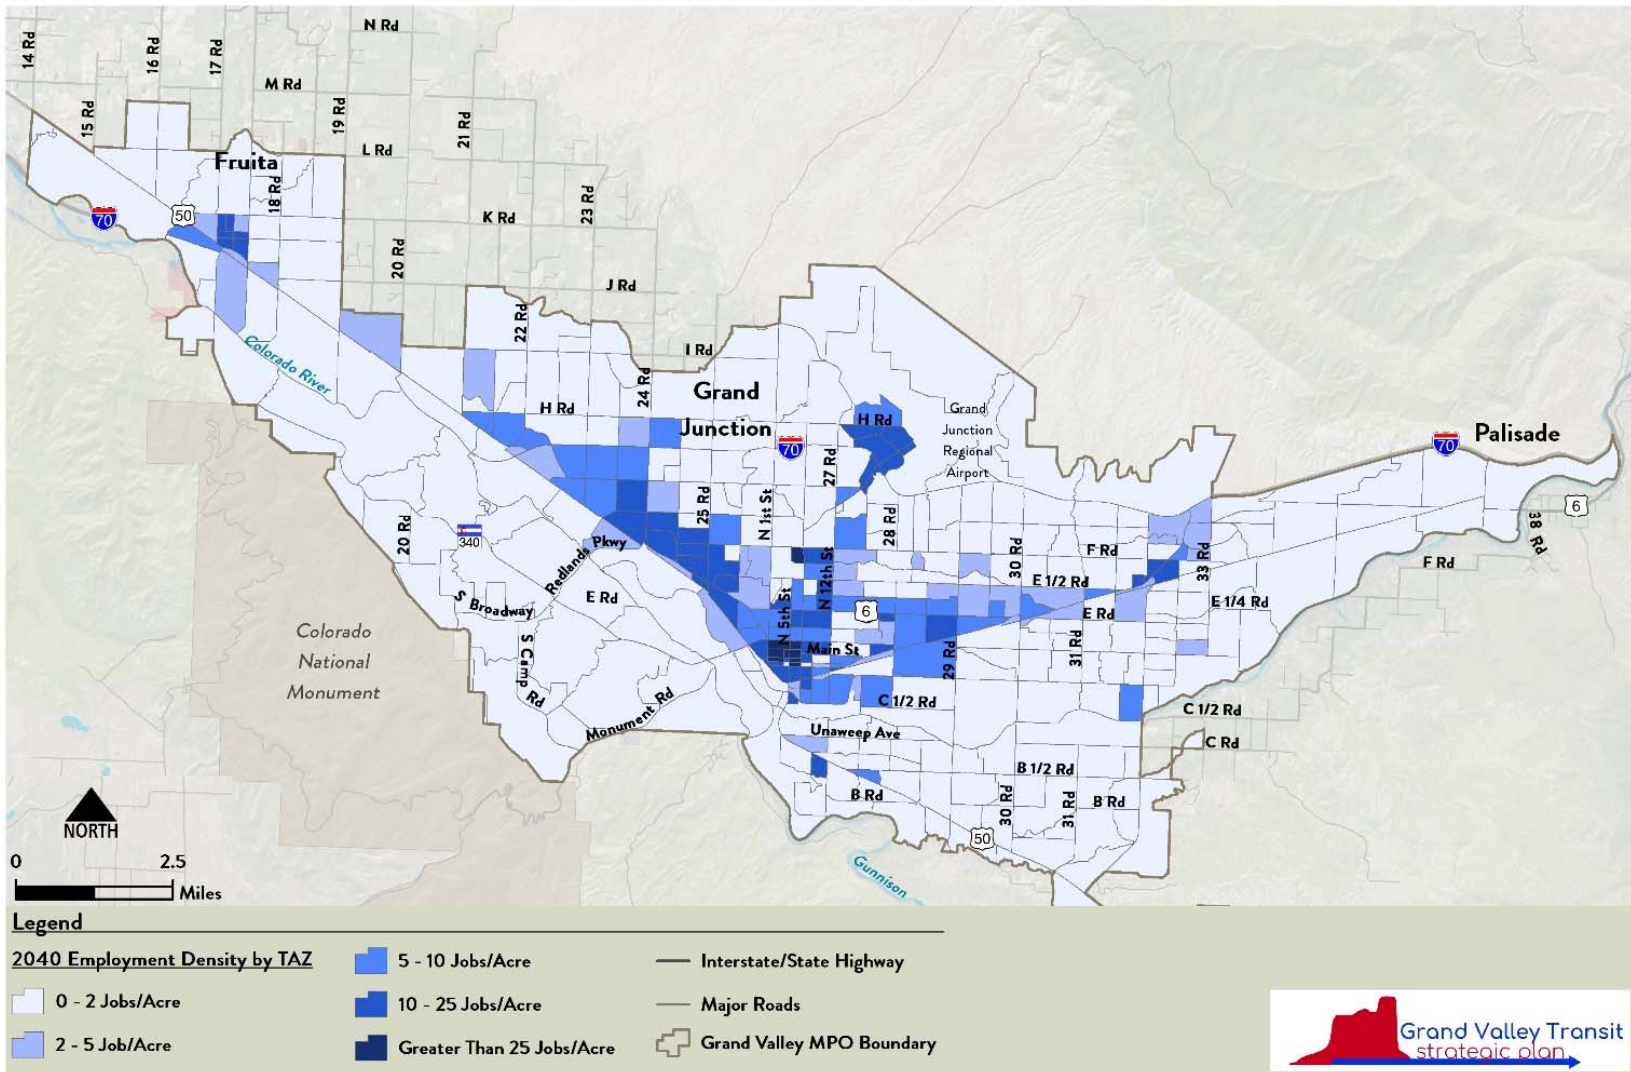 N Rd
14 Rd
16 Rd
17 Rd
M Rd
15 Rd
19 Rd
21 Rd
L Rd
Fruita
18 Rd
23 Rd
50
70
K Rd
20 Rd
J Rd
22 Rd
Colorado River
I Rd
24 Rd
Grand
Junction
H Rd
H Rd
Grand
Junction
Regional
Airport
70
27 Rd
70
Palisade
6
38 Rd
25 Rd
N 1st St
28 Rd
20 Rd
340
Redlands Pkwy
F Rd
30 Rd
33 Rd
F Rd
N 12th St
E 1/2 Rd
E Rd
S Broadway
N 5th St
6
E Rd
E 1/4 Rd
Colorado
National
Monument
S Camp Rd
Main St
29 Rd
31 Rd
Monument Rd
C 1/2 Rd
C 1/2 Rd
Unaweep Ave
C Rd
B 1/2 Rd
B Rd
30 Rd
31 Rd
B Rd
50
Gunnison
NORTH
0 2.5
Miles
Legend
2040 Employment Density by TAZ
0 - 2 Jobs/Acre
2 - 5 Job/Acre
5 - 10 Jobs/Acre
10 - 25 Jobs/Acre
Greater Than 25 Jobs/Acre
Interstate/State Highway
Major Roads
Grand Valley MPO Boundary
Grand Valley Transit
strategic plan